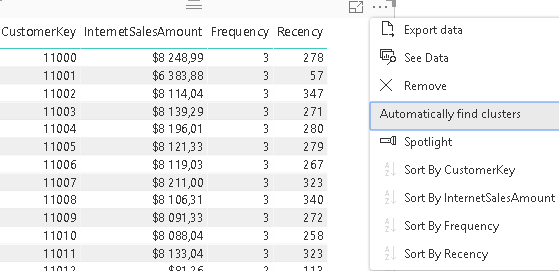 CustomerKey InternetSalesAmount Frequency Recency
11000 $8 248,99 3 278
11001 $6 383,88 3 57
11002 $8 114,04 3 347
11003 $8 139,29 3 271
11004 $8 196,01 3 280
11005 $8 121,33 3 279
11006 $8 119,03 3 267
11007 $8 211,00 3 323
11008 $8 106,31 3 340
11009 $8 091,33 3 272
11010 $8 088,04 3 258
11011 $8 133,04 3 323
11012 $81,26 2 113
Export data
See Data
Remove
Automatically find clusters
Spotlight
Sort By CustomerKey
Sort By InternetSalesAmount
Sort By Frequency
Sort By Recency